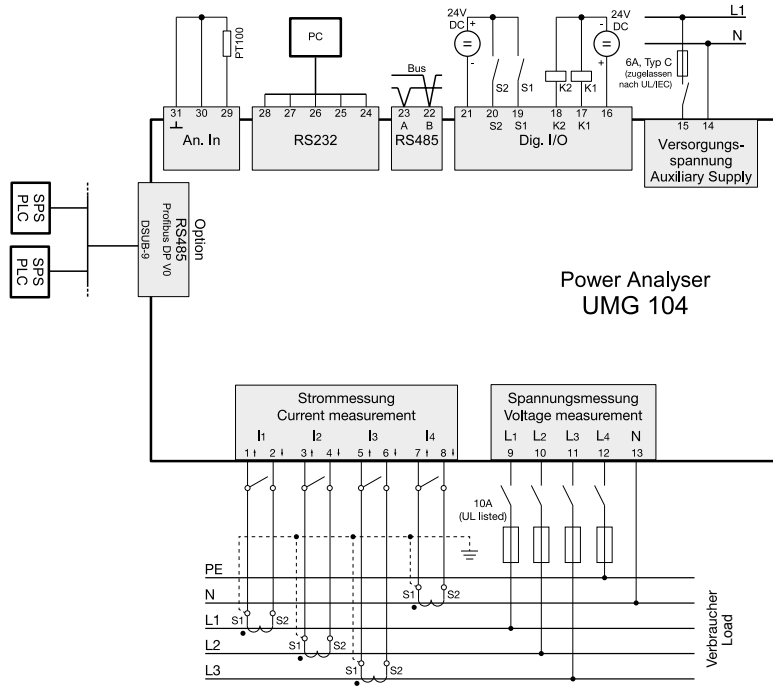 24V
DC
+
-
24V
DC
-
+
L1
N
PC
PT100
Bus
S2
S1
K2
K1
6A, Typ C
(zugelassen
nach UL/IEC)
31 30 29
An. In
28 27 26 25 24
RS232
23 22
A B
RS485
21 20 19 18 17 16
S2 S1 K2 K1
Dig. I/O
15 14
Versorgungs-
spannung
Auxiliary Supply
SPS
PLC
SPS
PLC
Option
RS485
Profibus DP V0
DSUB-9
Power Analyser
UMG 104
Strommessung
Current measurement
I1 I2 I3 I4
1 2 3 4 5 6 7 8
Spannungsmessung
Voltage measurement
L1 L2 L3 L4 N
9 10 11 12 13
10A
(UL listed)
PE
N
L1
L2
L3
S1 S2
S1 S2
S1 S2
S1 S2
Verbraucher
Load